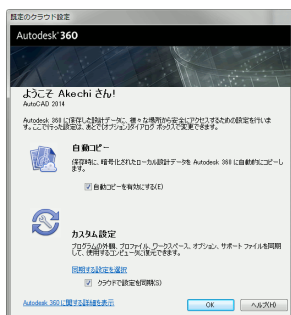 既定のクラウド設定
Autodesk® 360
ようこそ Akechi さん!
AutoCAD 2014
Autodesk 360 に保存した設計データに、様々な場所から安全にアクセスするための設定を行いま
す。ここで行った設定は、あとで[オプション]ダイアログ ボックスで変更できます。
自動コピー
保存時に、暗号化されたローカル設計データを Autodesk 360 に自動的にコピーし
ます。
自動コピーを有効にする(E)
カスタム設定
プログラムの外観、プロファイル、ワークスペース、オプション、サポート ファイルを同期
して、使用するコンピュータに復元できます。
同期する設定を選択
クラウドで設定を同期(S)
Autodesk 360 に関する詳細を表示
OK
ヘルプ(H)